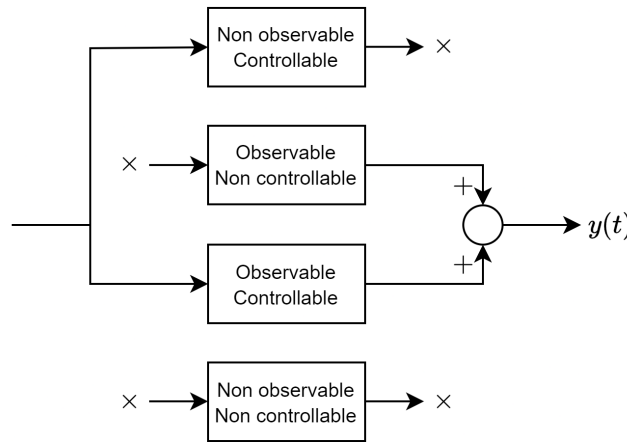 Non observable
Controllable
×
×
Observable
Non controllable
+
y(t)
+
Observable
Controllable
×
Non observable
Non controllable
×